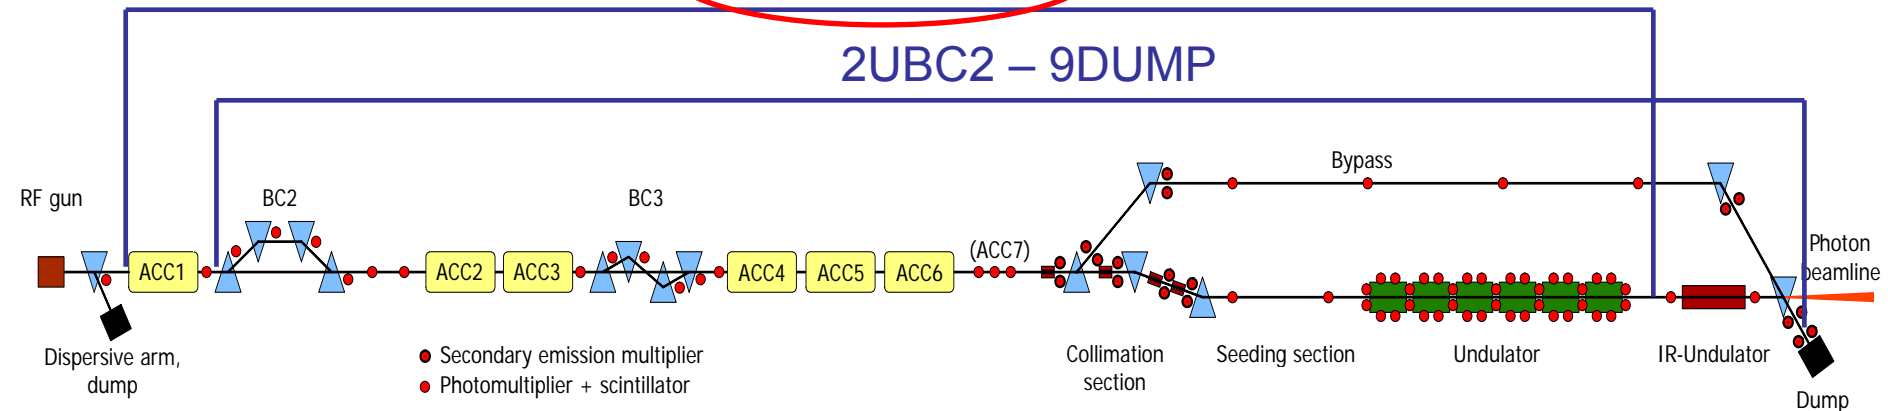 2UBC2 – 9DUMP
Bypass
RF gun
BC2
BC3
(ACC7)
Photon
beamline
ACC1
ACC2
ACC3
ACC4
ACC5
ACC6
Dispersive arm,
dump
Secondary emission multiplier
Photomultiplier + scintillator
Collimation
section
Seeding section
Undulator
IR-Undulator
Dump